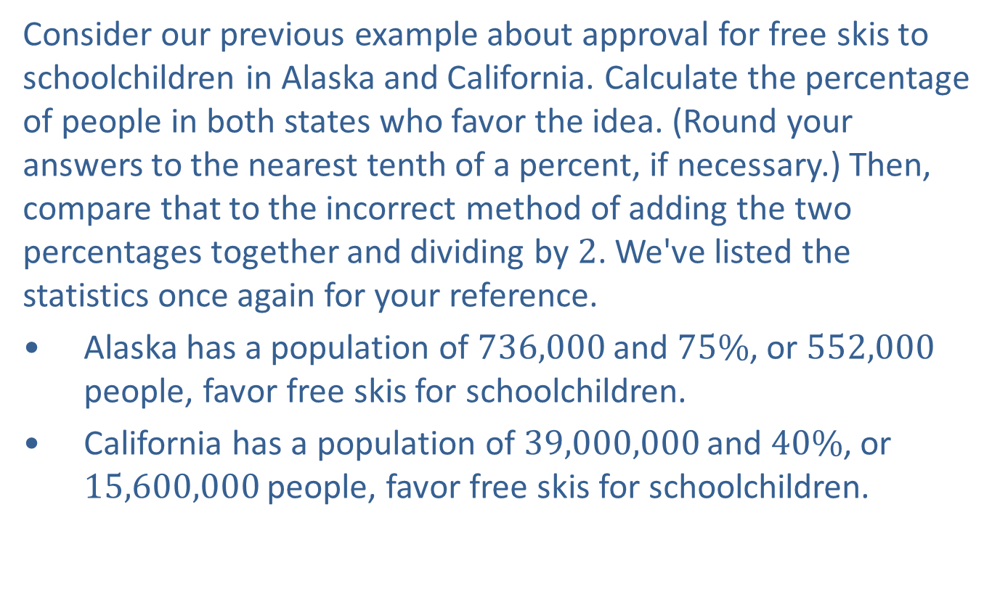 Consider our previous example about approval for free skis to
schoolchildren in Alaska and California. Calculate the percentage
of people in both states who favor the idea. (Round your
answers to the nearest tenth of a percent, if necessary.) Then,
compare that to the incorrect method of adding the two
percentages together and dividing by 2. We've listed the
statistics once again for your reference.
• Alaska has a population of 736,000 and 75%, or 552,000
people, favor free skis for schoolchildren.
• California has a population of 39,000,000 and 40%, or
15,600,000 people, favor free skis for schoolchildren.